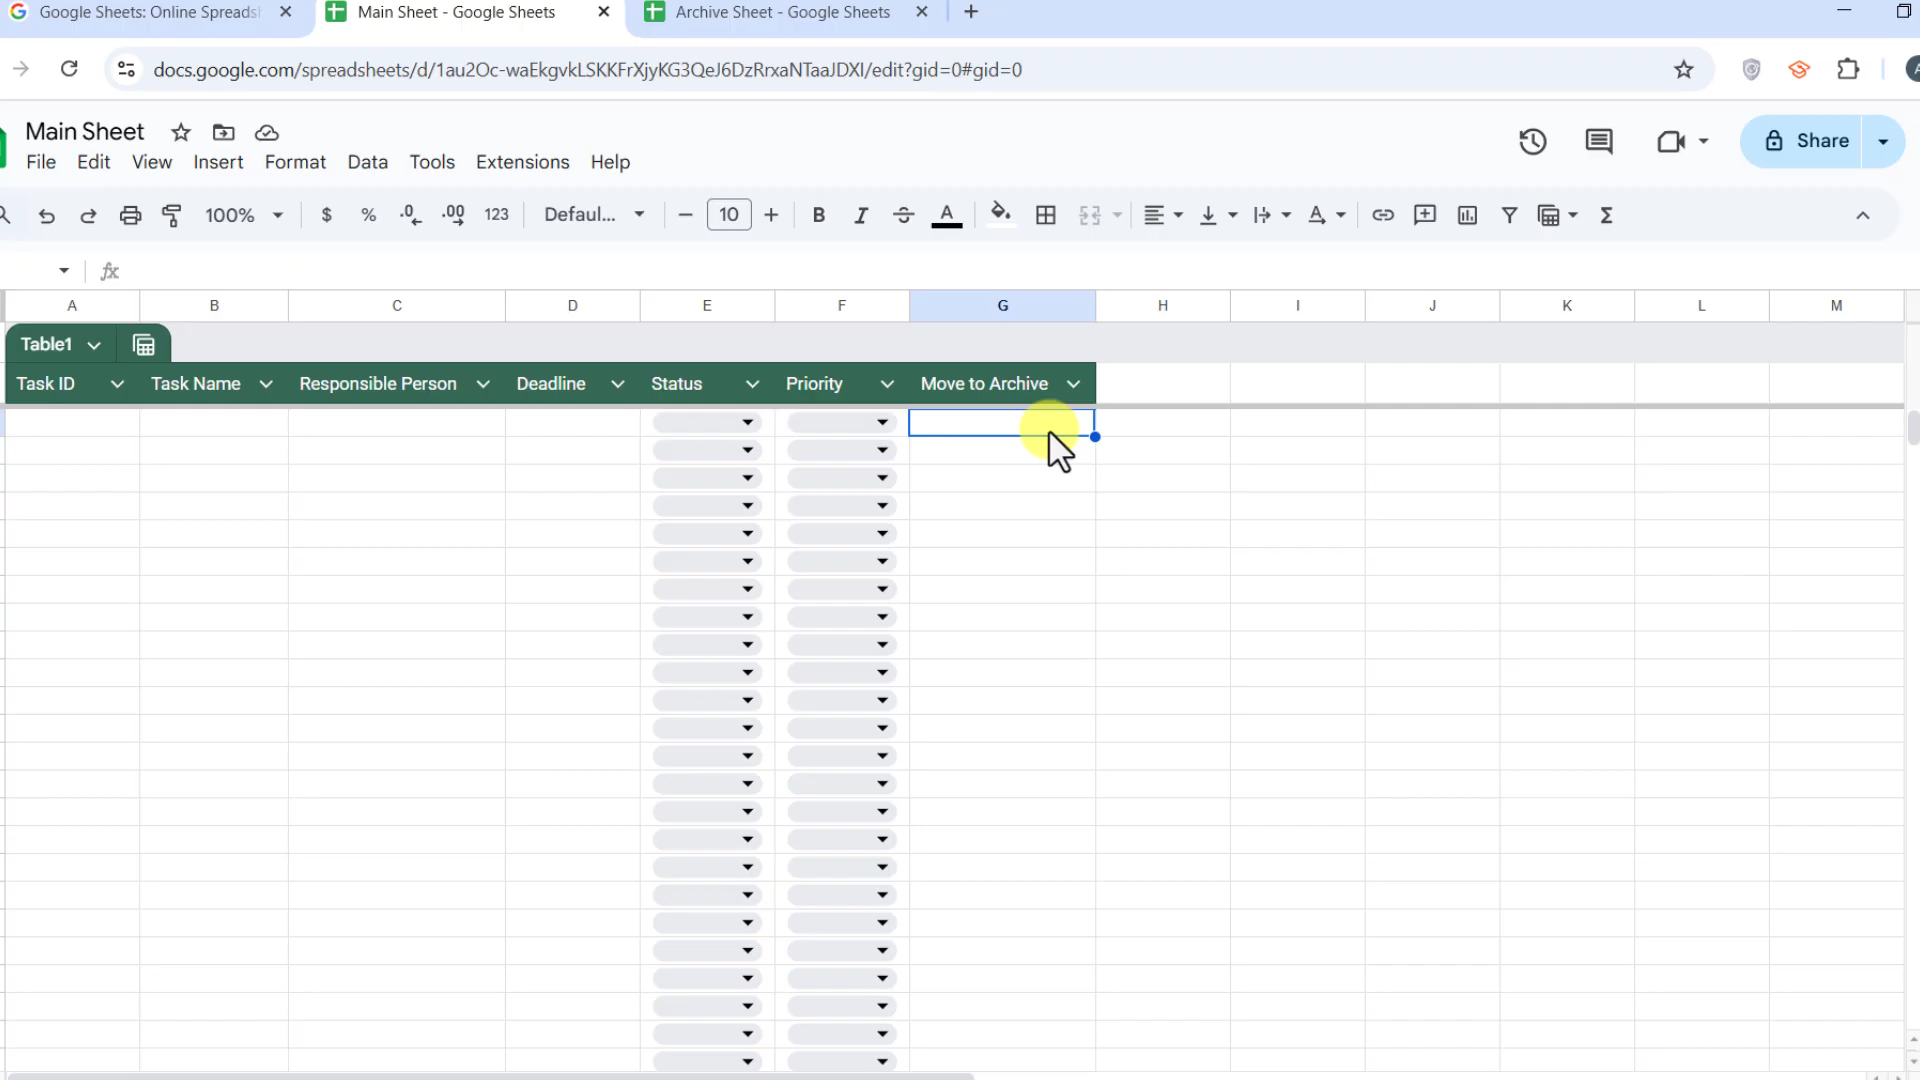 Google Sheets: Online Spreads
Main Sheet - Google Sheets
Archive Sheet - Google Sheets
docs.google.com/spreadsheets/d/1au2Oc-waEkgvkLSKKFrXjyKG3QeJ6DzRrxaNTaaJDXI/edit?gid=0#gid=0
Main Sheet
Share
File Edit View Insert Format Data Tools Extensions Help
100% $ % .0 .00 123 Defaul... 10 B I S A A Σ
fx
A B C D E F G H I J K L M
Table1
Task ID Task Name Responsible Person Deadline Status Priority Move to Archive